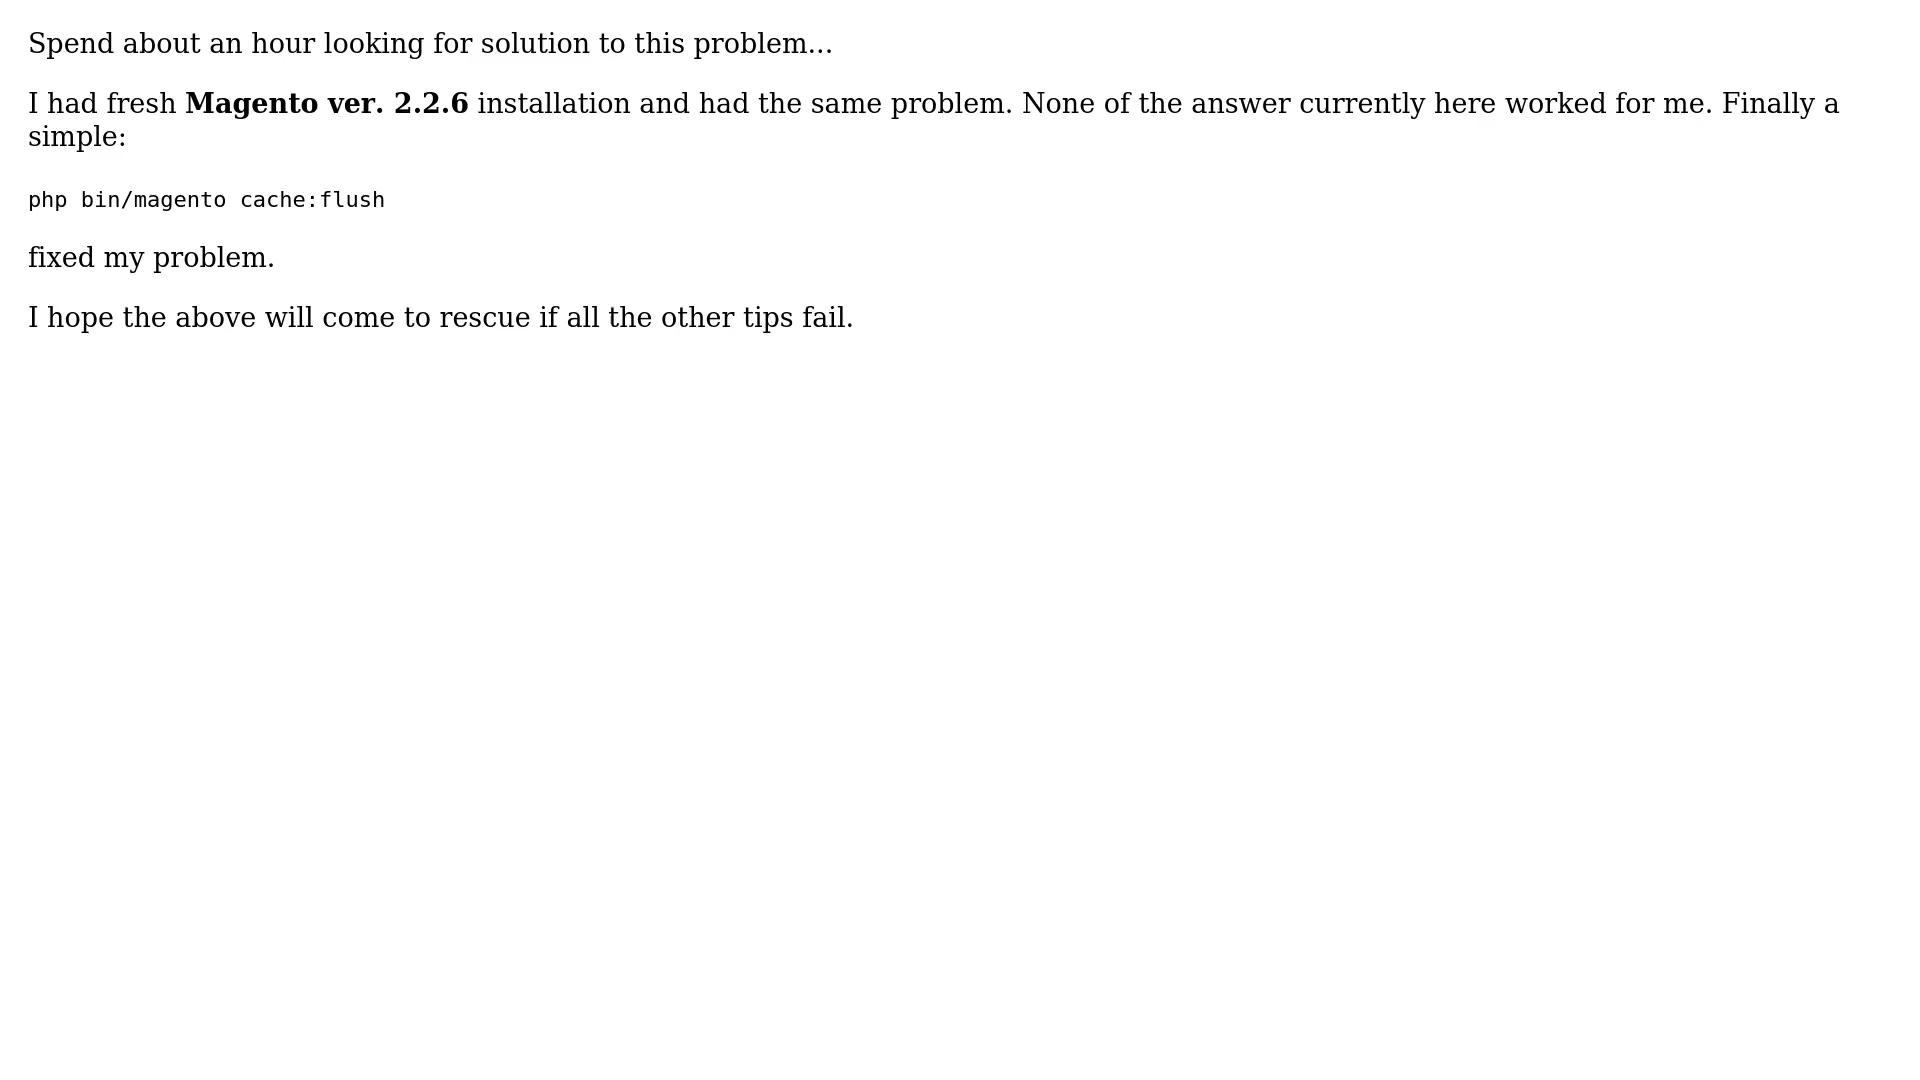 Spend about an hour looking for solution to this problem...
I had fresh Magento ver. 2.2.6 installation and had the same problem. None of the answer currently here worked for me. Finally a
simple:
php bin/magento cache:flush
fixed my problem.
I hope the above will come to rescue if all the other tips fail.